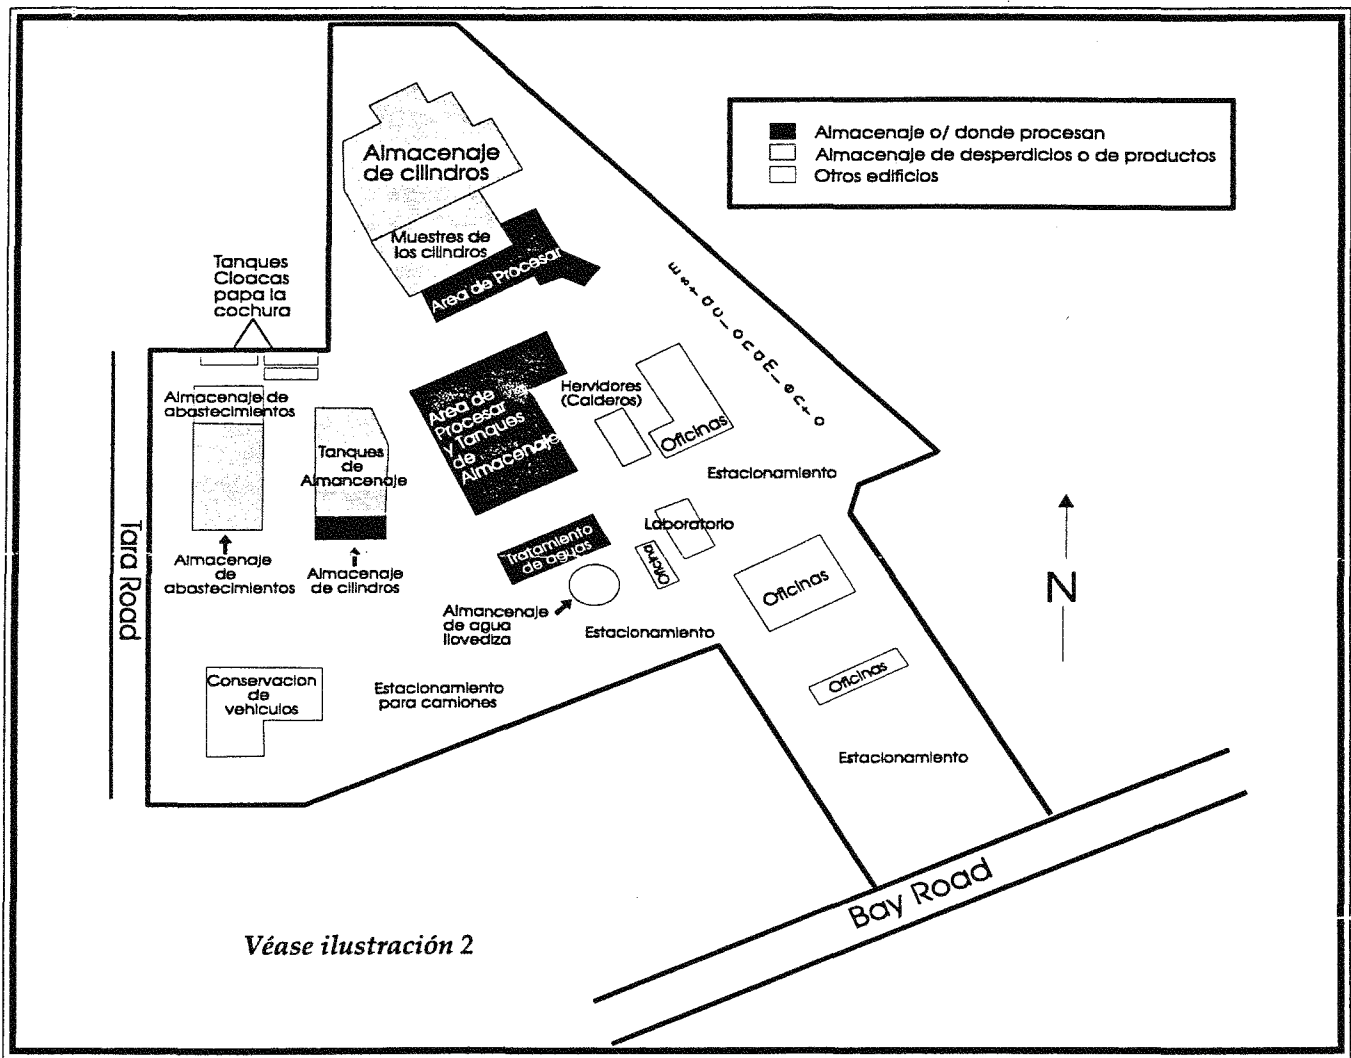 Almacenaje o/ donde procesan
Almacenaje de desperdicios o de productos
Otros edificios
Almacenaje
de cilindros
Muestres de
los cilindros
Area de Procesar
Estacionamiento
Tanques
Cloacas
papa la
cochura
Almacenaje de
abastecimientos
Tanques
de
Almancenaje
Area de
Procesar
y Tanques
de
Almacenaje
Hervidores
(Calderos)
Oficinas
Estacionamiento
Laboratorio
Oficina
Tratamiento
de aguas
Almacenaje
de
abastecimientos
Almacenaje
de cilindros
Almancenaje
de agua
llovediza
Estacionamiento
Oficinas
Oficinas
Estacionamiento
Conservacion
de
vehiculos
Estacionamiento
para camiones
Tara Road
N
Bay Road
Véase ilustración 2